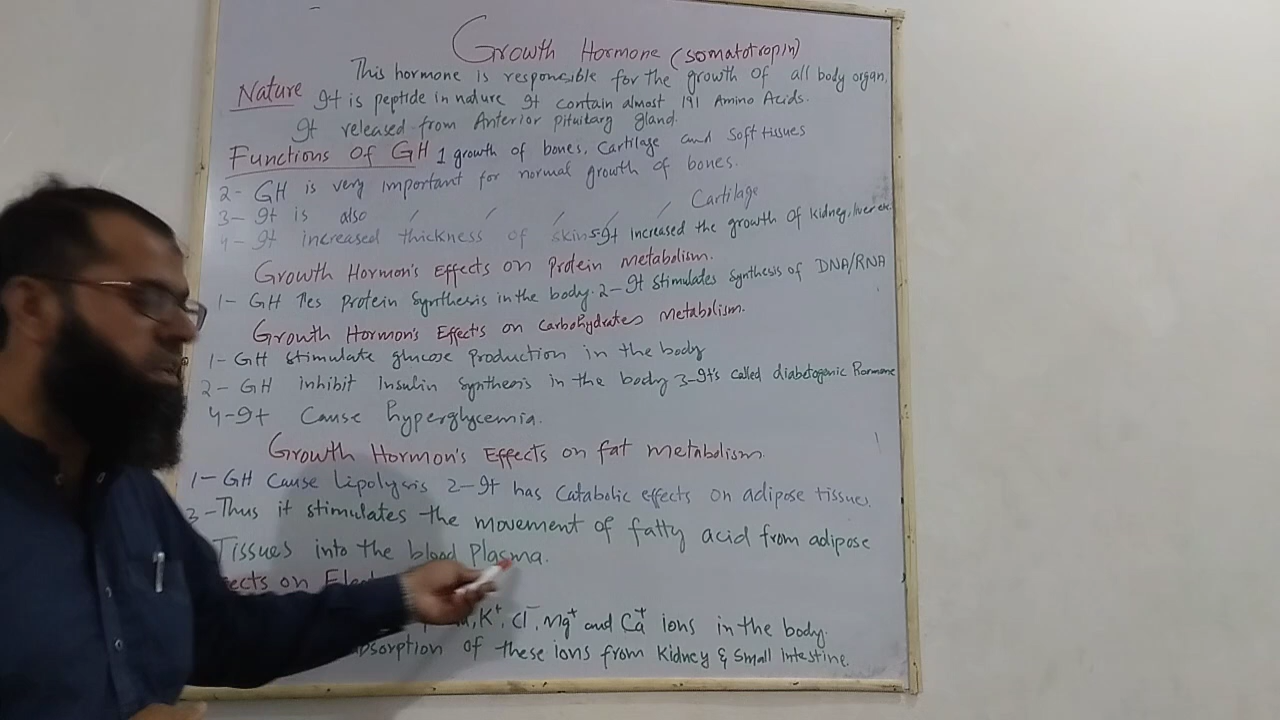 Growth Hormone (somatotropin)
This hormone is responsible for the growth of all body organ.
Nature It is peptide in nature It contain almost 191 Amino Acids.
It released from Anterior pituitary gland.
Functions Of GH 1 growth of bones, Cartilage and Soft tissues
2- GH is very important for normal growth of bones.
3- It is also / / / / / Cartilage
4- It increased thickness of skin 5-It increased the growth of kidney, liver
Growth Hormon's Effects on Protein Metabolism.
1- GH protein Synthesis in the body. 2- It stimulates synthesis of DNA/RNA
Growth Hormon's Effects on Carbohydrates Metabolism.
1- GH stimulate glucose production in the body
2- GH inhibit Insulin synthesis in the body 3-It's called diabetogenic
4-It Cause hyperglycemia.
Growth Hormon's Effects on fat metabolism.
1- GH Cause Lipolysis 2-It has Catabolic effects on adipose tissues.
3-Thus it stimulates the movement of fatty acid from adipose
Tissues into the blood plasma.
on
K+, Cl-, Mg+ and Ca+ ions in the body.
of these ions from Kidney & Small intestine.